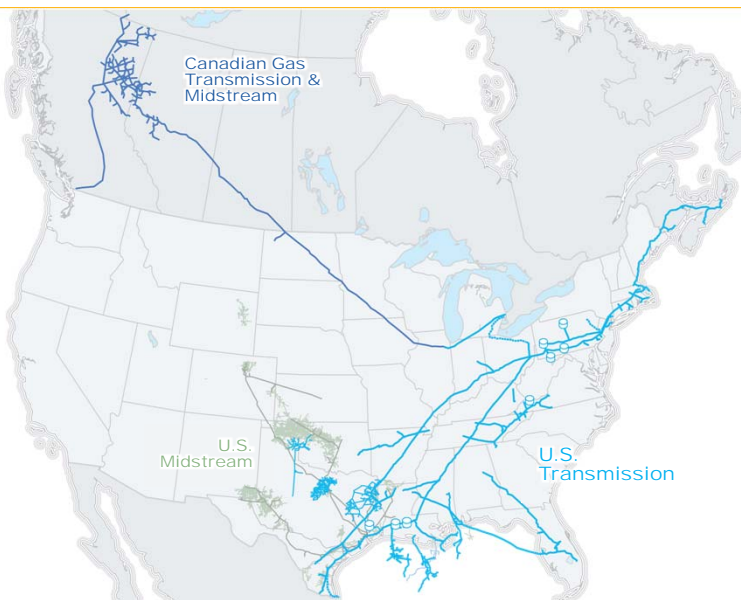 Canadian Gas
Transmission &
Midstream
U.S.
Midstream
U.S.
Transmission